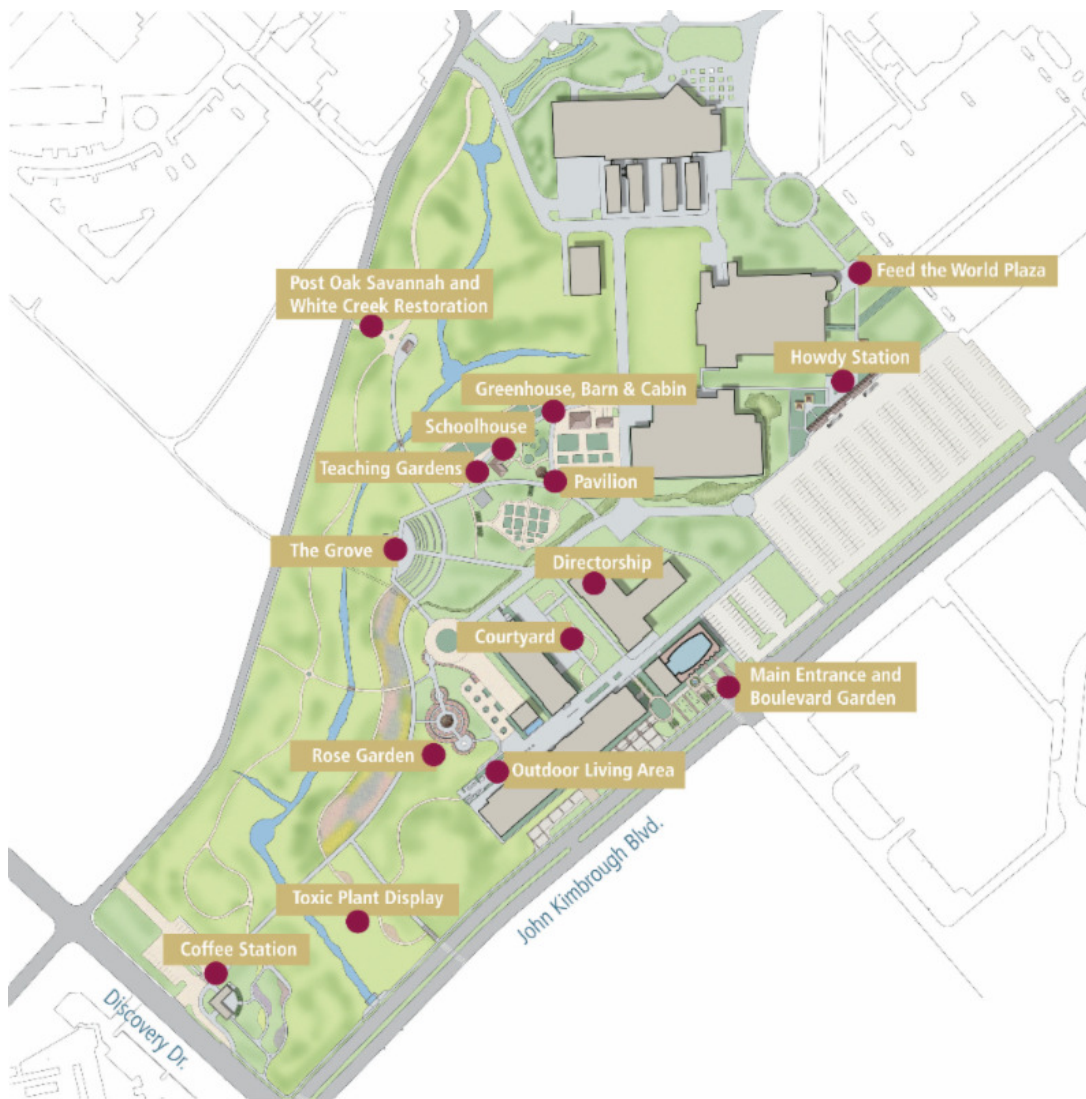 Feed the World Plaza
Post Oak Savannah and
White Creek Restoration
Howdy Station
Greenhouse, Barn & Cabin
Schoolhouse
Teaching Gardens
Pavilion
The Grove
Directorship
Courtyard
Main Entrance and
Boulevard Garden
Rose Garden
Outdoor Living Area
John Kimbrough Blvd.
Toxic Plant Display
Coffee Station
Discovery Dr.